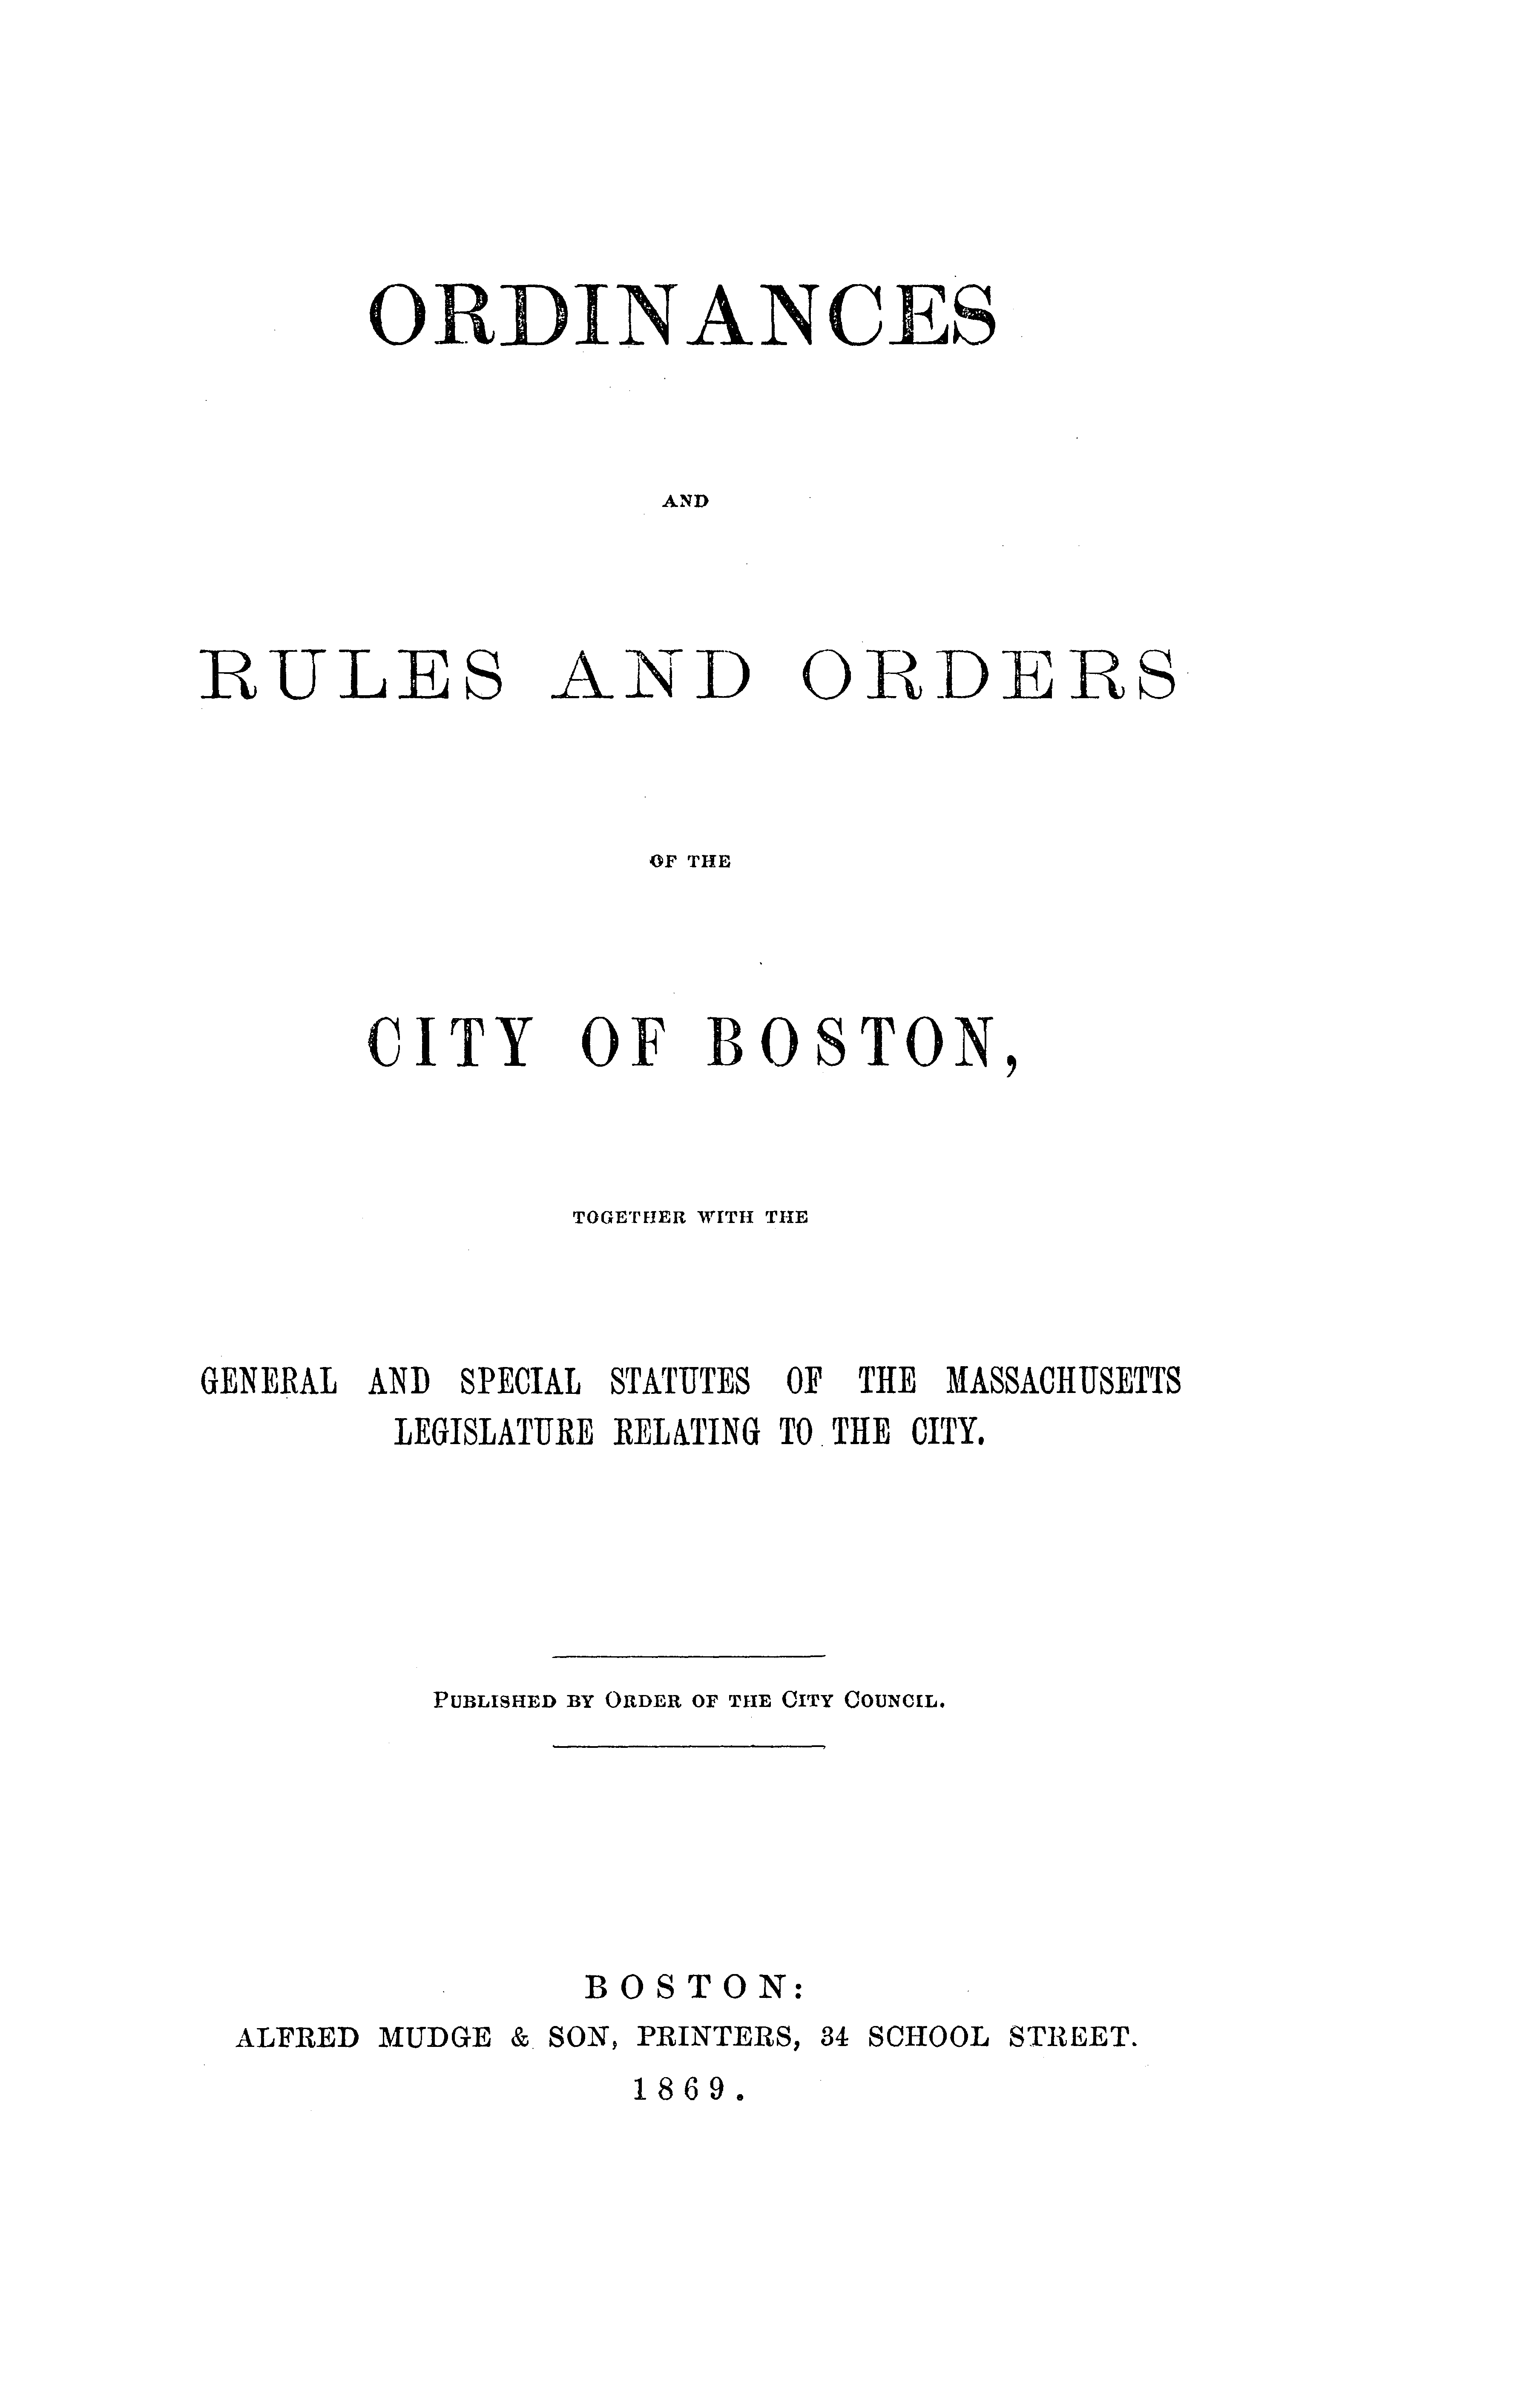 ORDINANCES
AND
RULES AND ORDERS
OF THE
CITY OF BOSTON,
TOGETHER WITH THE
GENERAL AND SPECIAL STATUTES OF THE MASSACHUSETTS
LEGISLATURE RELATING TO THE CITY.
PUBLISHED BY ORDER OF THE CITY COUNCIL.
BOSTON:
ALFRED MUDGE & SON, PRINTERS, 34 SCHOOL STREET.
1869.